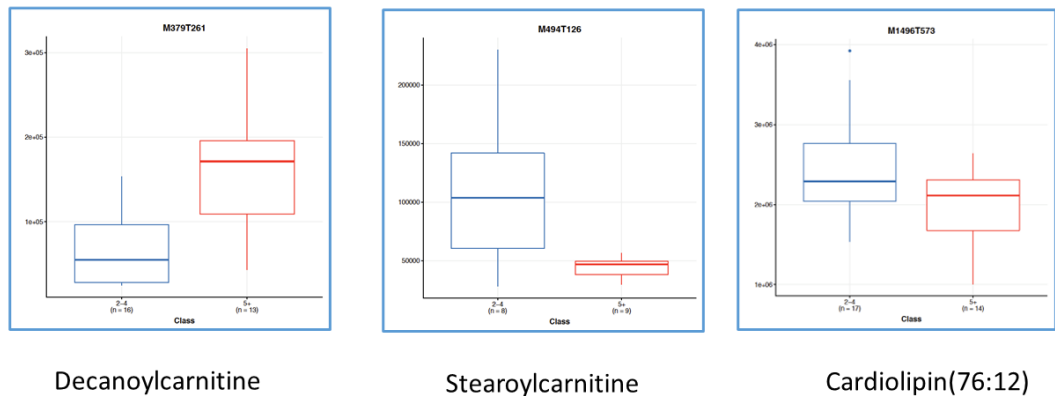 M379T261
3e+05
2e+05
1e+05
2−4
(n = 16)
5+
(n = 13)
Class
Decanoylcarnitine
M494T126
200000
150000
100000
50000
2−4
(n = 8)
5+
(n = 9)
Class
Stearoylcarnitine
M1496T573
4e+06
3e+06
2e+06
1e+06
2−4
(n = 17)
5+
(n = 14)
Class
Cardiolipin(76:12)